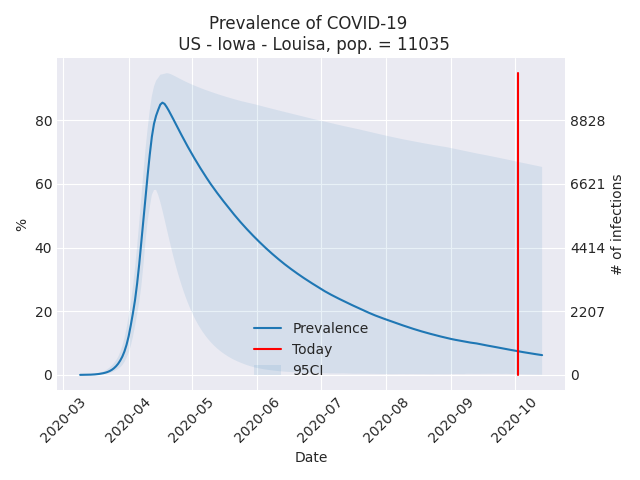 Prevalence of COVID-19
US - Iowa - Louisa, pop. = 11035
80
60
40
20
0
%
8828
6621
4414
2207
0
# of infections
Prevalence
Today
95CI
2020-03
2020-04
2020-05
2020-06
2020-07
2020-08
2020-09
2020-10
Date